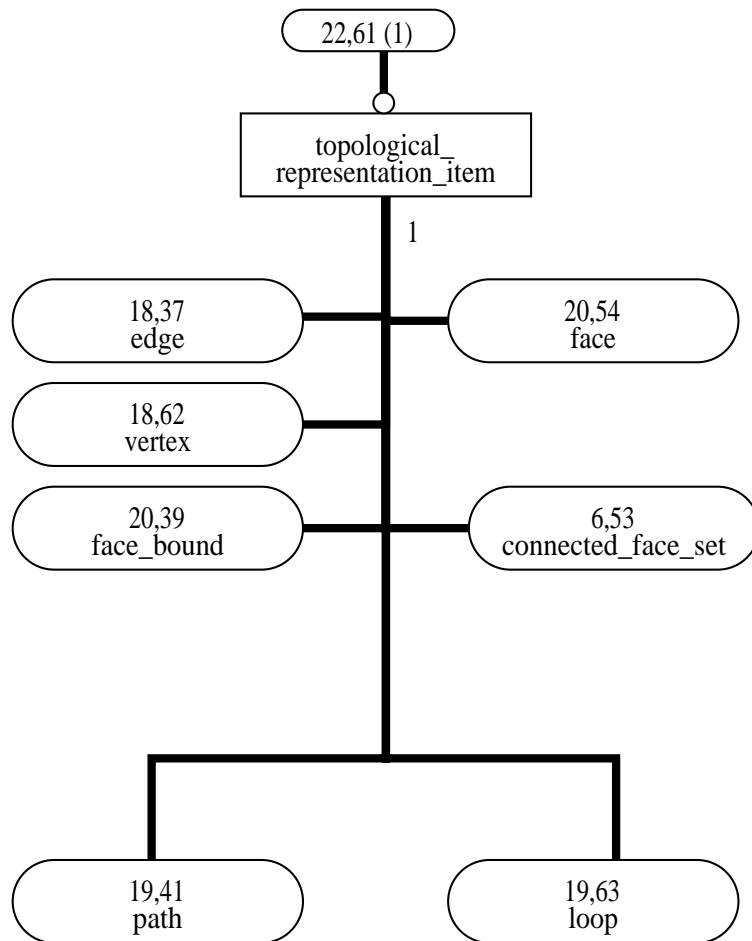 22,61 (1)
topological_
representation_item
1
18,37
edge
20,54
face
18,62
vertex
20,39
face_bound
6,53
connected_face_set
19,41
path
19,63
loop